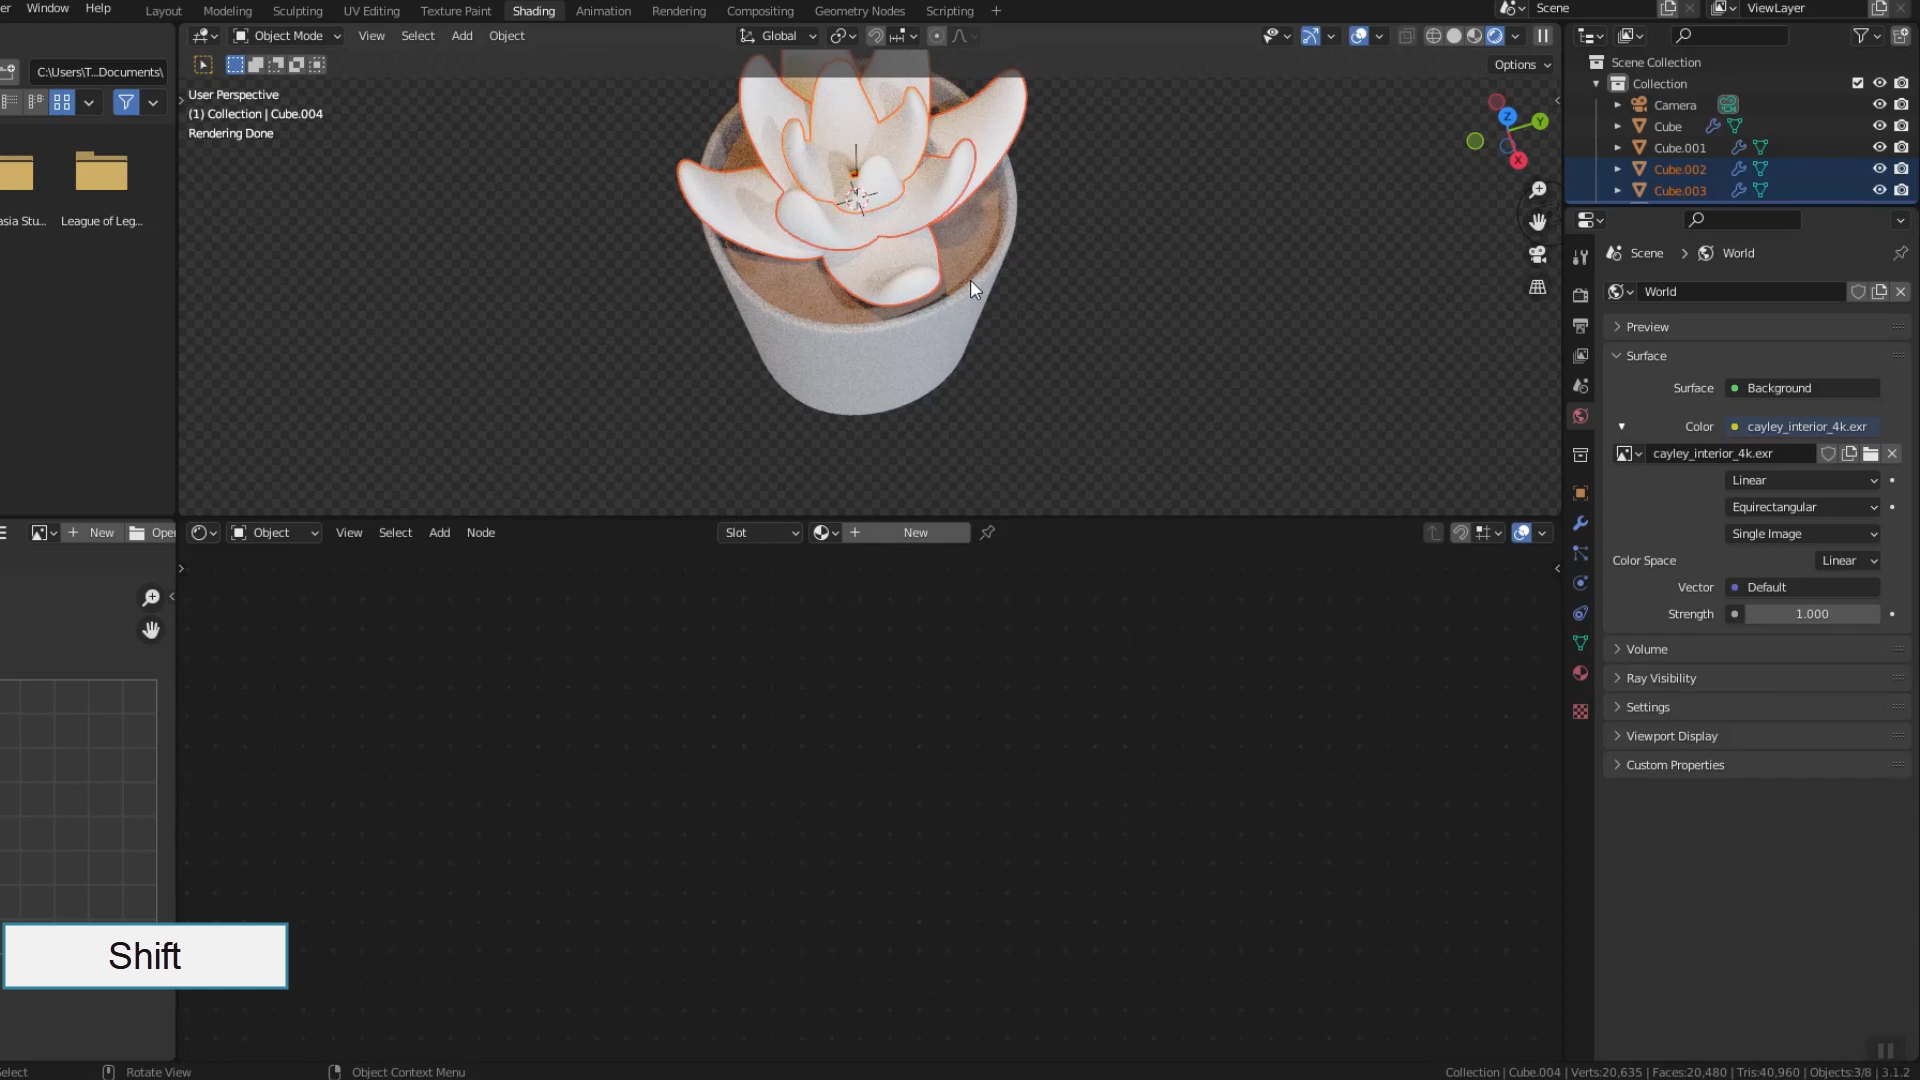 Window Help Layout Modeling Sculpting UV Editing Texture Paint Shading Animation Rendering Compositing Geometry Nodes Scripting + Scene ViewLayer
Object Mode View Select Add Object Global
C:\Users\T...Documents\
Options
User Perspective
(1) Collection | Cube.004
Rendering Done
asia Stu...
League of Leg...
Z
Y
X
Scene Collection
Collection
Camera
Cube
Cube.001
Cube.002
Cube.003
Scene > World
World
Preview
Surface
Surface Background
Color cayley_interior_4k.exr
cayley_interior_4k.exr
Linear
Equirectangular
Single Image
Color Space Linear
Vector Default
Strength 1.000
Volume
Ray Visibility
Settings
Viewport Display
Custom Properties
+ New Open
Object View Select Add Node Slot + New
Shift
Select Rotate View Object Context Menu Collection | Cube.004 | Verts:20,635 | Faces:20,480 | Tris:40,960 | Objects:3/8 | 3.1.2